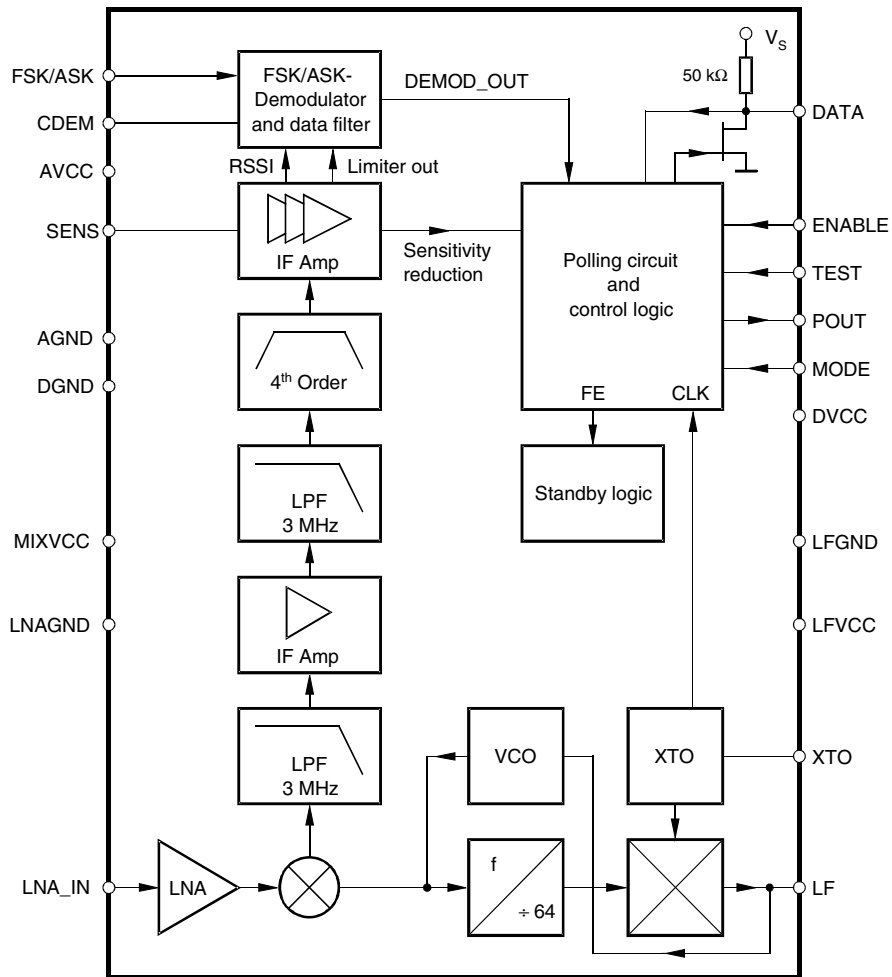 V_S
FSK/ASK
FSK/ASK-
Demodulator
and data filter
DEMOD_OUT
50 kΩ
DATA
CDEM
AVCC
RSSI
Limiter out
SENS
IF Amp
Sensitivity
reduction
Polling circuit
and
control logic
FE
CLK
ENABLE
TEST
POUT
MODE
DVCC
AGND
DGND
4th Order
LPF
3 MHz
Standby logic
MIXVCC
LFGND
LNAGND
IF Amp
LFVCC
LPF
3 MHz
VCO
XTO
XTO
LNA_IN
LNA
f
÷ 64
LF